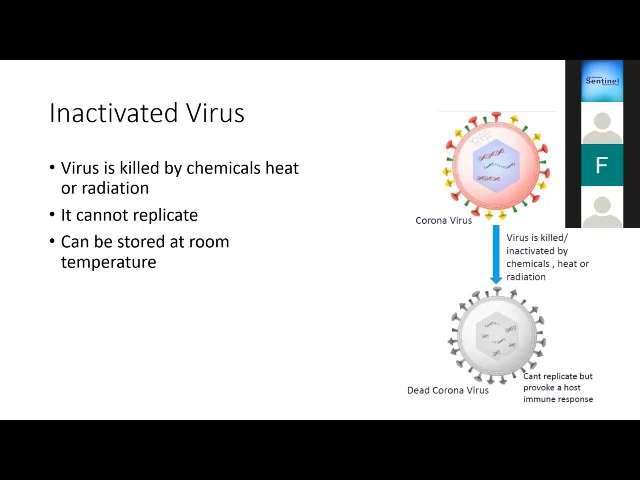 Inactivated Virus
• Virus is killed by chemicals heat
or radiation
• It cannot replicate
• Can be stored at room
temperature
Corona Virus
Virus is killed/
inactivated by
chemicals , heat or
radiation
Dead Corona Virus
Cant replicate but
provoke a host
immune response
Sentinel
F